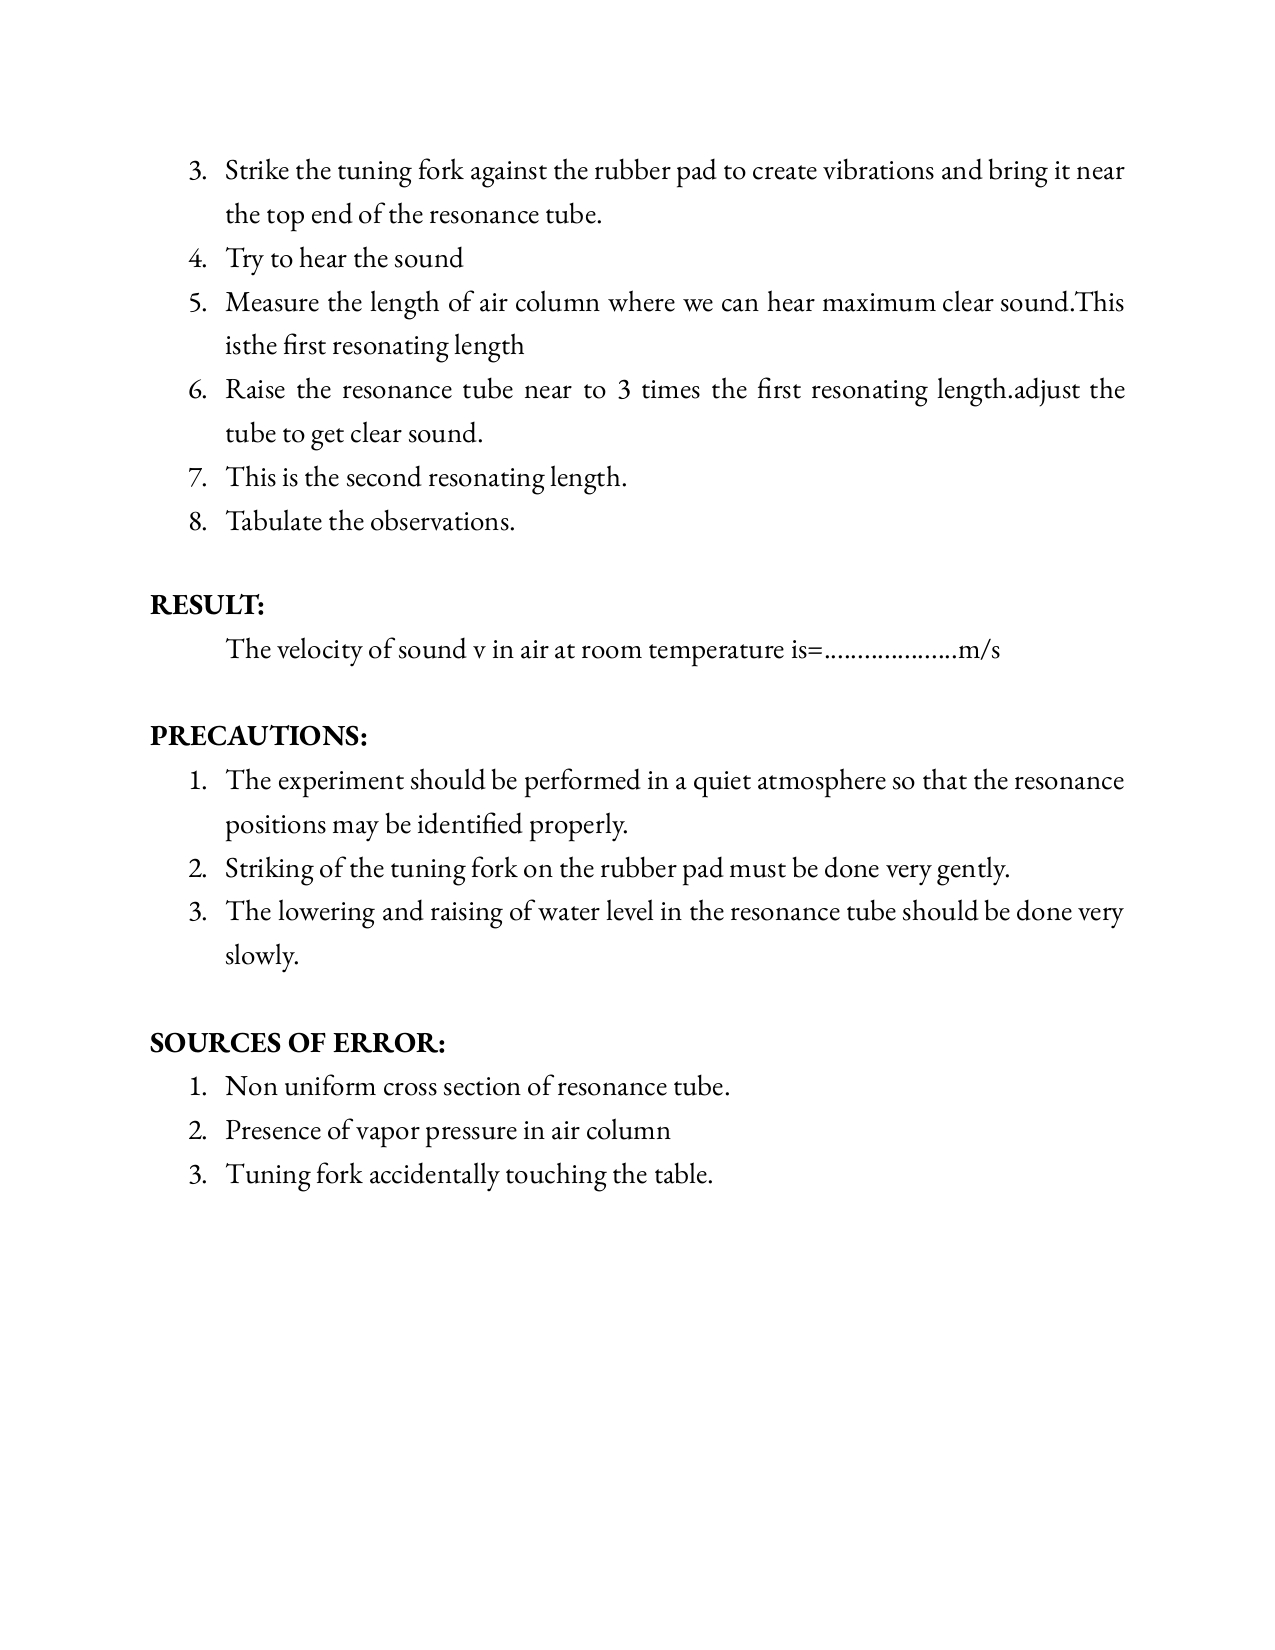 3. Strike the tuning fork against the rubber pad to create vibrations and bring it near
the top end of the resonance tube.
4. Try to hear the sound
5. Measure the length of air column where we can hear maximum clear sound.This
isthe first resonating length
6. Raise the resonance tube near to 3 times the first resonating length.adjust the
tube to get clear sound.
7. This is the second resonating length.
8. Tabulate the observations.
RESULT:
The velocity of sound v in air at room temperature is=....................m/s
PRECAUTIONS:
1. The experiment should be performed in a quiet atmosphere so that the resonance
positions may be identified properly.
2. Striking of the tuning fork on the rubber pad must be done very gently.
3. The lowering and raising of water level in the resonance tube should be done very
slowly.
SOURCES OF ERROR:
1. Non uniform cross section of resonance tube.
2. Presence of vapor pressure in air column
3. Tuning fork accidentally touching the table.